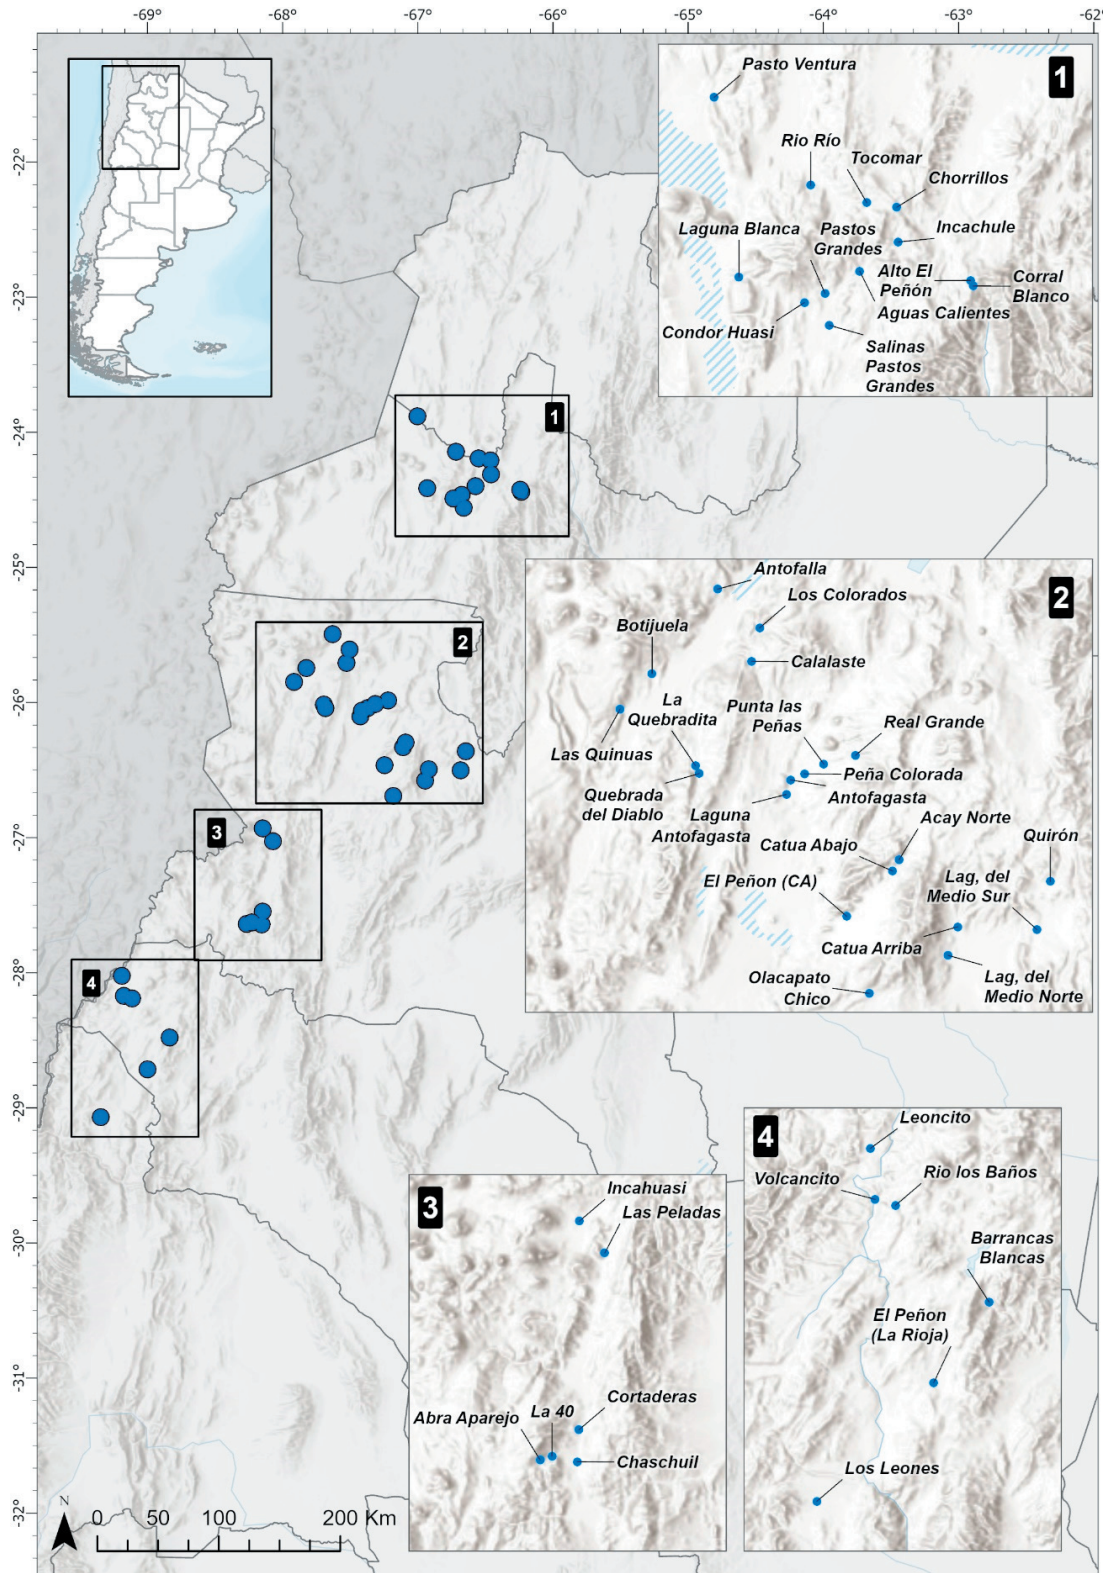 -69°
-68°
-67°
-66°
-65°
-64°
-63°
-62°
-22°
-23°
-24°
-25°
-26°
-27°
-28°
-29°
-30°
-31°
-32°
1
2
3
4
1
Pasto Ventura
Rio Río
Tocomar
Chorrillos
Laguna Blanca
Pastos
Grandes
Incachule
Alto El
Peñón
Corral
Blanco
Aguas Calientes
Condor Huasi
Salinas
Pastos
Grandes
2
Antofalla
Los Colorados
Botijuela
Calalaste
La
Quebradita
Punta las
Peñas
Real Grande
Las Quinuas
Peña Colorada
Quebrada
del Diablo
Antofagasta
Laguna
Antofagasta
Acay Norte
Catua Abajo
Quirón
El Peñon (CA)
Lag, del
Medio Sur
Catua Arriba
Olacapato
Chico
Lag, del
Medio Norte
3
Incahuasi
Las Peladas
Cortaderas
La 40
Abra Aparejo
Chaschuil
4
Leoncito
Volcancito
Rio los Baños
Barrancas
Blancas
El Peñon
(La Rioja)
Los Leones
N
0 50 100 200 Km